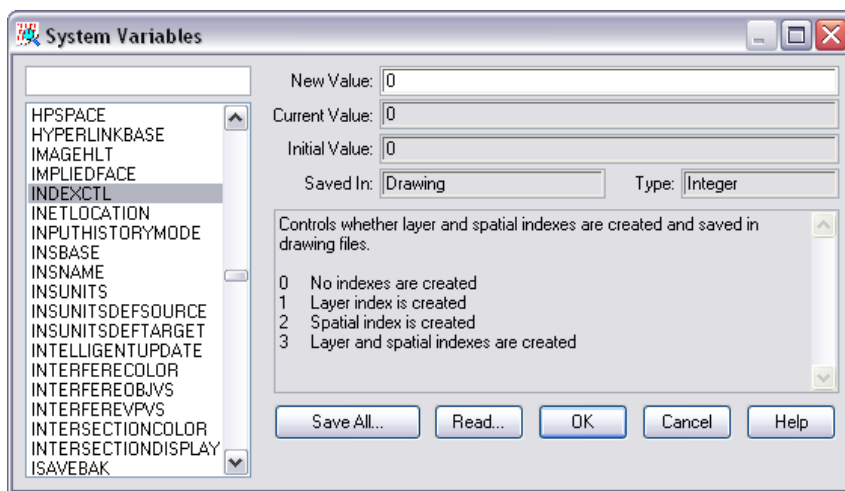 System Variables
HPSPACE
HYPERLINKBASE
IMAGEHLT
IMPLIEDFACE
INDEXCTL
INETLOCATION
INPUTHISTORYMODE
INSBASE
INSNAME
INSUNITS
INSUNITSDEFSOURCE
INSUNITSDEFTARGET
INTELLIGENTUPDATE
INTERFERECOLOR
INTERFEREOBJVS
INTERFEREVPVS
INTERSECTIONCOLOR
INTERSECTIONDISPLAY
ISAVEBAK
New Value: 0
Current Value: 0
Initial Value: 0
Saved In: Drawing Type: Integer
Controls whether layer and spatial indexes are created and saved in
drawing files.
0 No indexes are created
1 Layer index is created
2 Spatial index is created
3 Layer and spatial indexes are created
Save All... Read... OK Cancel Help